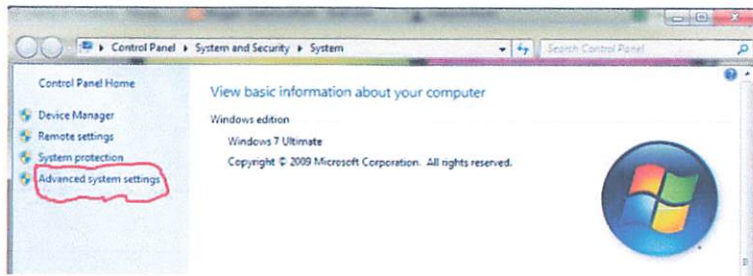 Control Panel ▸ System and Security ▸ System
Search Control Panel
Control Panel Home
Device Manager
Remote settings
System protection
Advanced system settings
View basic information about your computer
Windows edition
Windows 7 Ultimate
Copyright © 2009 Microsoft Corporation. All rights reserved.